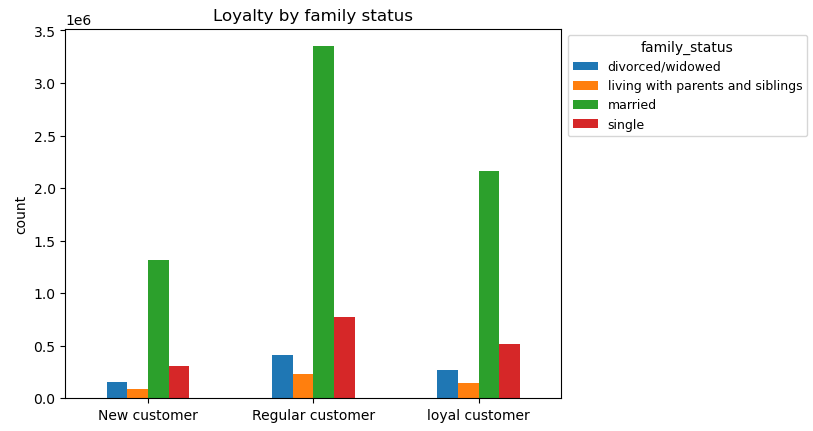 Loyalty by family status
1e6
3.5
3.0
2.5
2.0
1.5
1.0
0.5
0.0
count
New customer
Regular customer
loyal customer
family_status
divorced/widowed
living with parents and siblings
married
single